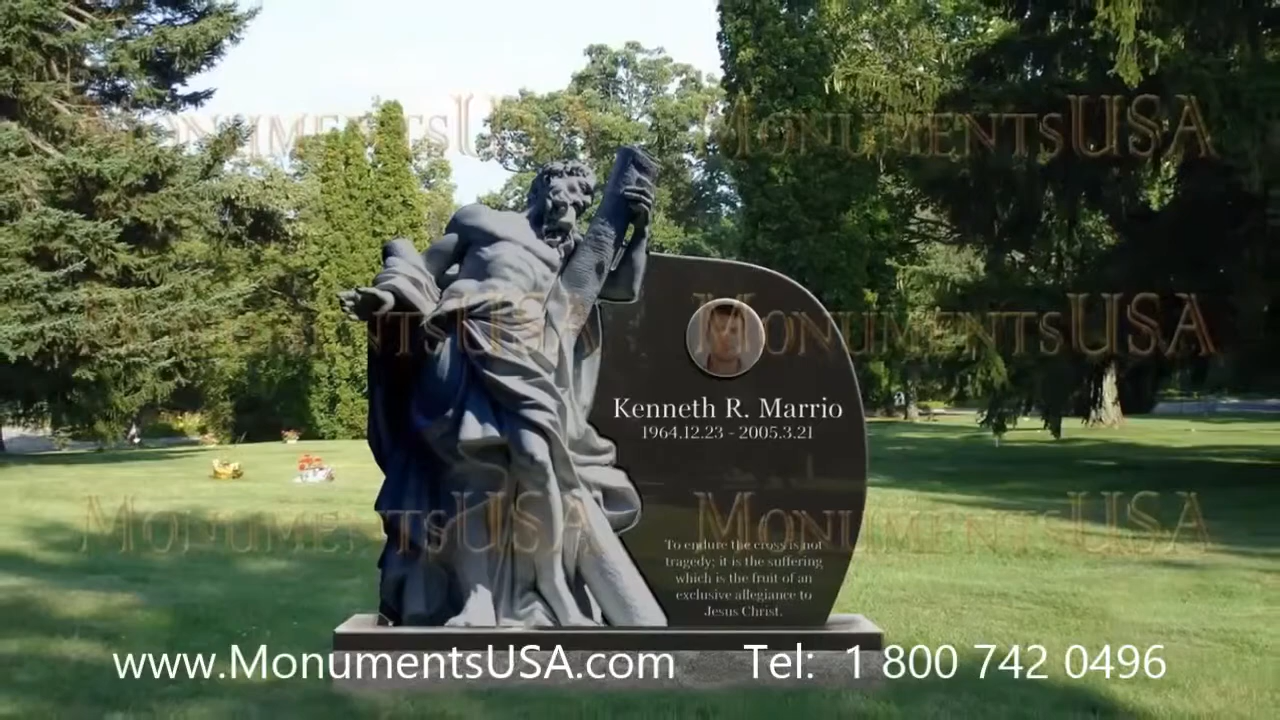 MONUMENTSUSA MONUMENTSUSA
MONUMENTSUSA MONUMENTSUSA
Kenneth R. Marrio
1964.12.23 - 2005.3.21
MONUMENTSUSA MONUMENTSUSA
To endure the cross is not
tragedy; it is the suffering
which is the fruit of an
exclusive allegiance to
Jesus Christ.
www.MonumentsUSA.com Tel: 1 800 742 0496